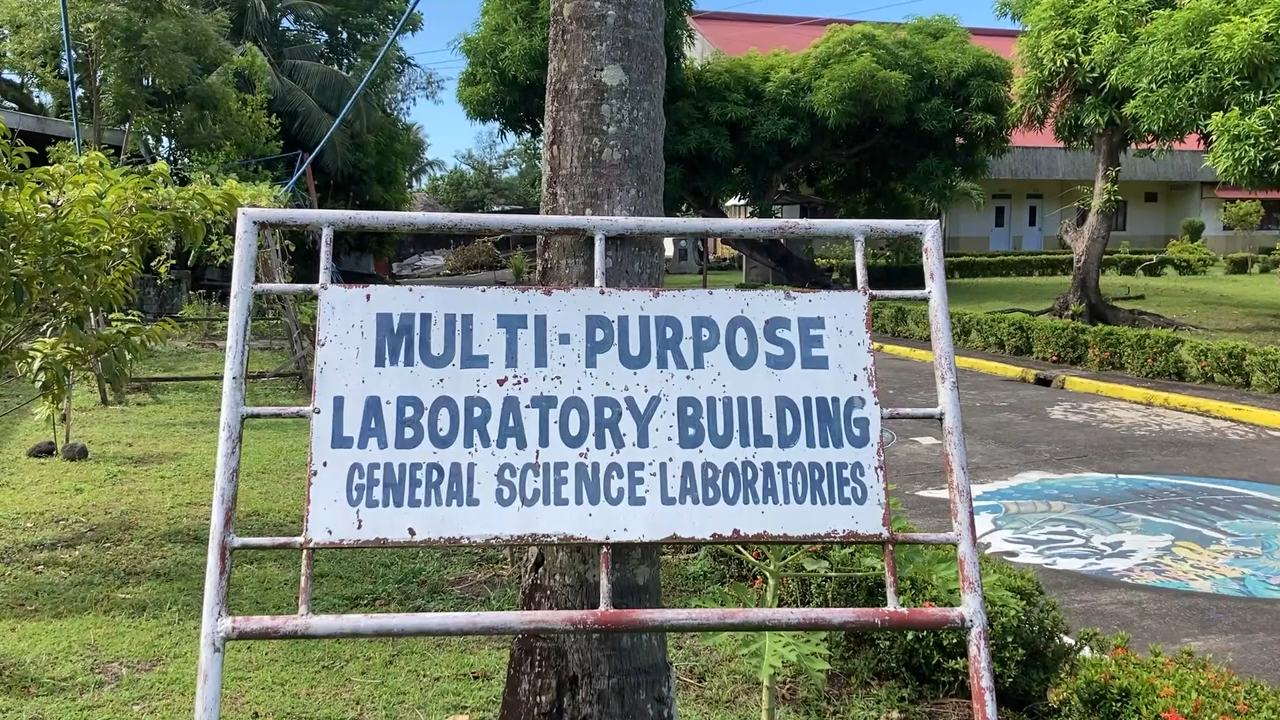 MULTI-PURPOSE
LABORATORY BUILDING
GENERAL SCIENCE LABORATORIES